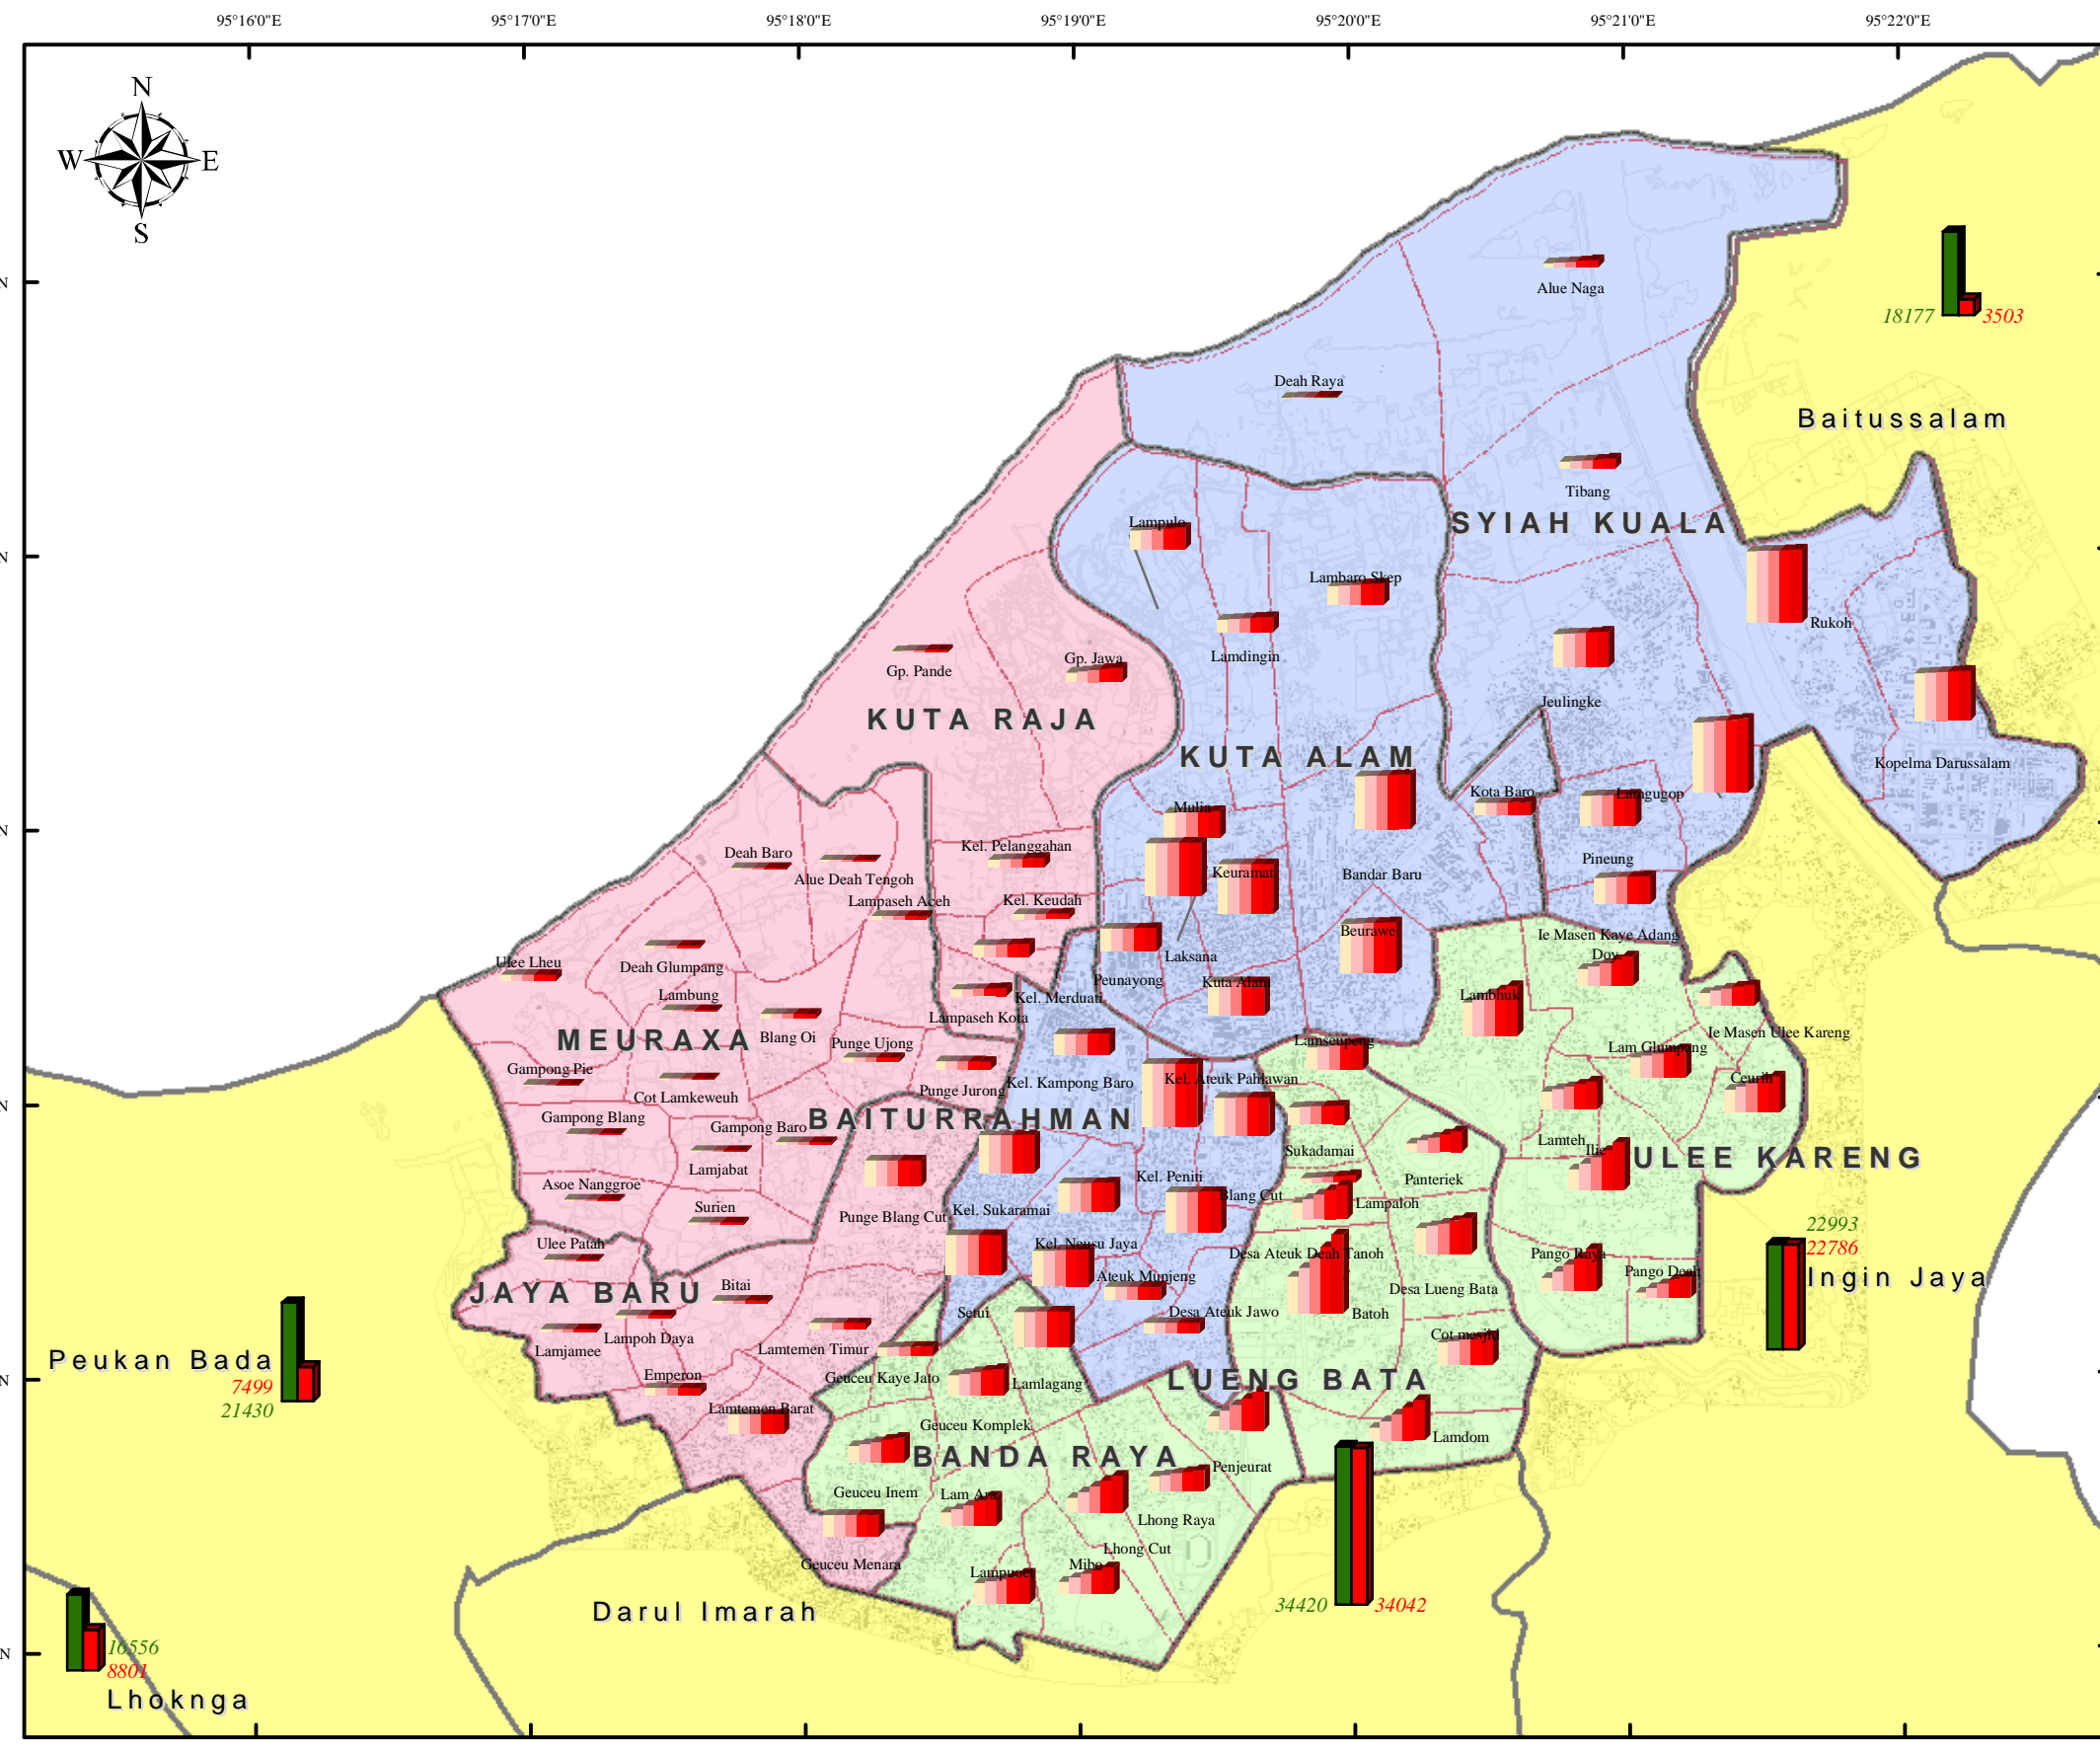 95°16'0"E 95°17'0"E 95°18'0"E 95°19'0"E 95°20'0"E 95°21'0"E 95°22'0"E
N
W E
S
N
N
N
N
N
N
Alue Naga
18177 3503
Deah Raya
Baitussalam
Tibang
Lampulo
SYIAH KUALA
Lambaro Skep
Rukoh
Lamdingin
Gp. Jawa
Gp. Pande
Jeulingke
KUTA RAJA
KUTA ALAM
Kopelma Darussalam
Kota Baro
Lamgugop
Mulia
Kel. Pelanggahan
Deah Baro
Pineung
Keuramat
Bandar Baru
Alue Deah Tengoh
Lampaseh Aceh
Kel. Keudah
Beurawe
Ie Masen Kaye Adang
Doy
Laksana
Ulee Lheu
Deah Glumpang
Peunayong
Kuta Alam
Lambung
Kel. Merduati
Lambhuk
Lampaseh Kota
Ie Masen Ulee Kareng
Blang Oi
MEURAXA
Punge Ujong
Lamseupeng
Lam Glumpang
Gampong Pie
Kel. Kampong Baro
Kel. Ateuk Pahlawan
Ceurih
Punge Jurong
Cot Lamkeweuh
Gampong Blang
BAITURRAHMAN
Gampong Baro
Lamteh
Sukadamai
Ilie
ULEE KARENG
Lamjabat
Kel. Peniti
Panteriek
Asoe Nanggroe
Blang Cut
Lampaloh
Surien
Kel. Sukaramai
Punge Blang Cut
22993
22786
Ulee Patah
Kel. Neusu Jaya
Desa Ateuk Deah Tanoh
Pango Raya
Pango Deah
Ingin Jaya
JAYA BARU
Bitai
Ateuk Munjeng
Desa Lueng Bata
Setui
Desa Ateuk Jawo
Batoh
Lampoh Daya
Cot mesjid
Lamjamee
Lamtemen Timur
Peukan Bada
Emperon
Geuceu Kaye Jato
Lamlagang
LUENG BATA
7499
21430
Lamtemen Barat
Geuceu Komplek
Lamdom
BANDA RAYA
Penjeurat
Geuceu Inem
Lam Ara
Lhong Raya
Lhong Cut
Geuceu Menara
Lampuoet
Mibo
34420 34042
Darul Imarah
16556
8801
Lhoknga